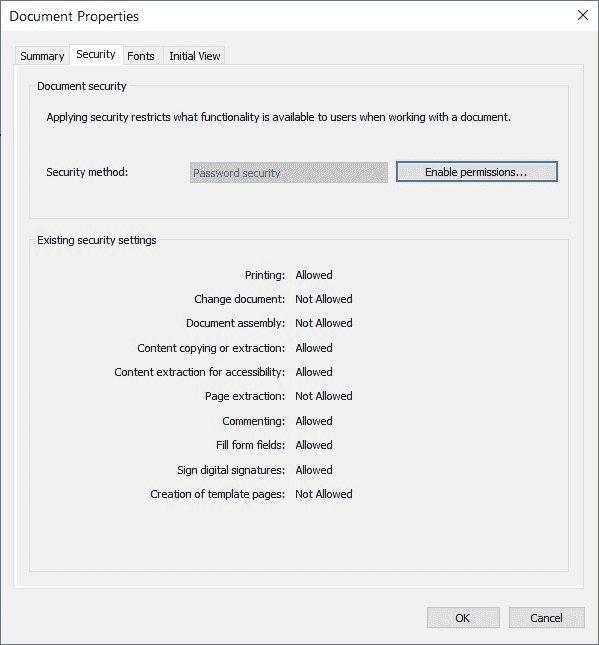 Document Properties
Summary Security Fonts Initial View
Document security
Applying security restricts what functionality is available to users when working with a document.
Security method: Password security Enable permissions...
Existing security settings
Printing: Allowed
Change document: Not Allowed
Document assembly: Not Allowed
Content copying or extraction: Allowed
Content extraction for accessibility: Allowed
Page extraction: Not Allowed
Commenting: Allowed
Fill form fields: Allowed
Sign digital signatures: Allowed
Creation of template pages: Not Allowed
OK Cancel